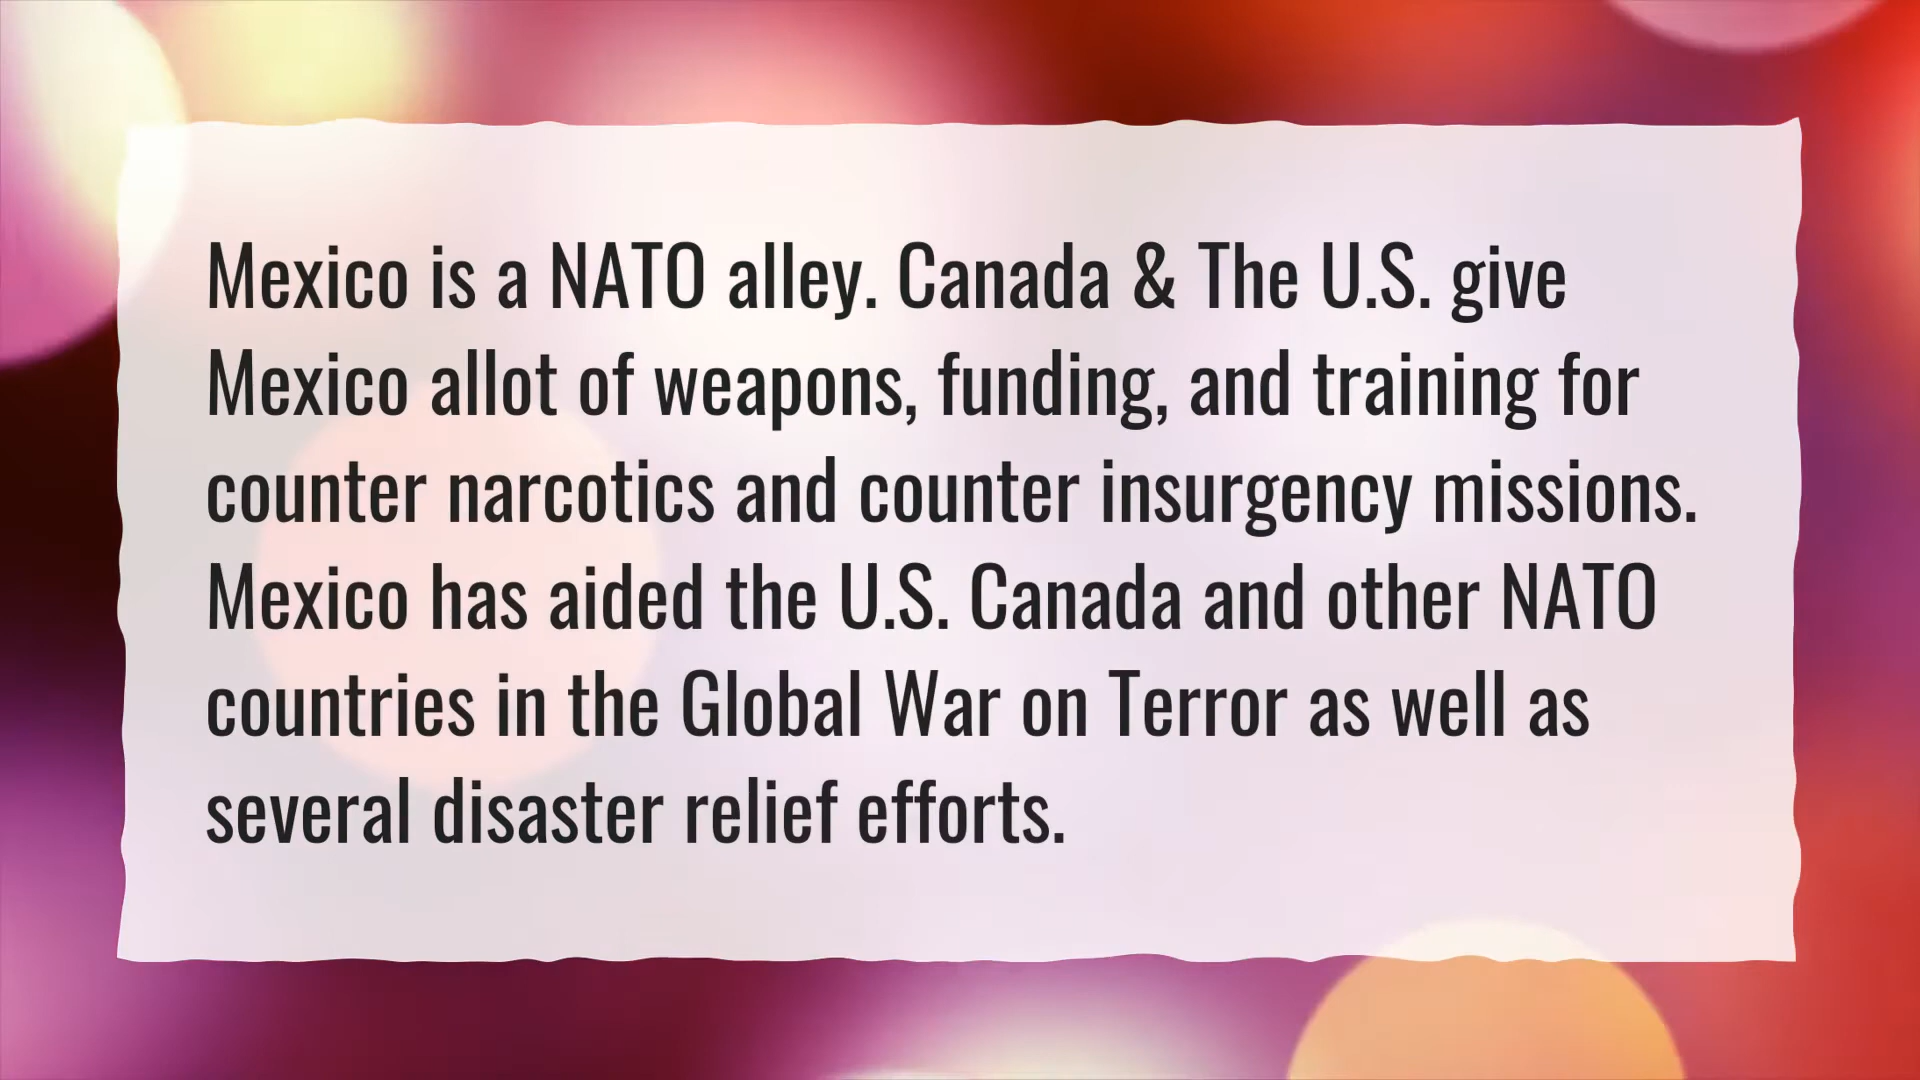 Mexico is a NATO alley. Canada & The U.S. give
Mexico allot of weapons, funding, and training for
counter narcotics and counter insurgency missions.
Mexico has aided the U.S. Canada and other NATO
countries in the Global War on Terror as well as
several disaster relief efforts.